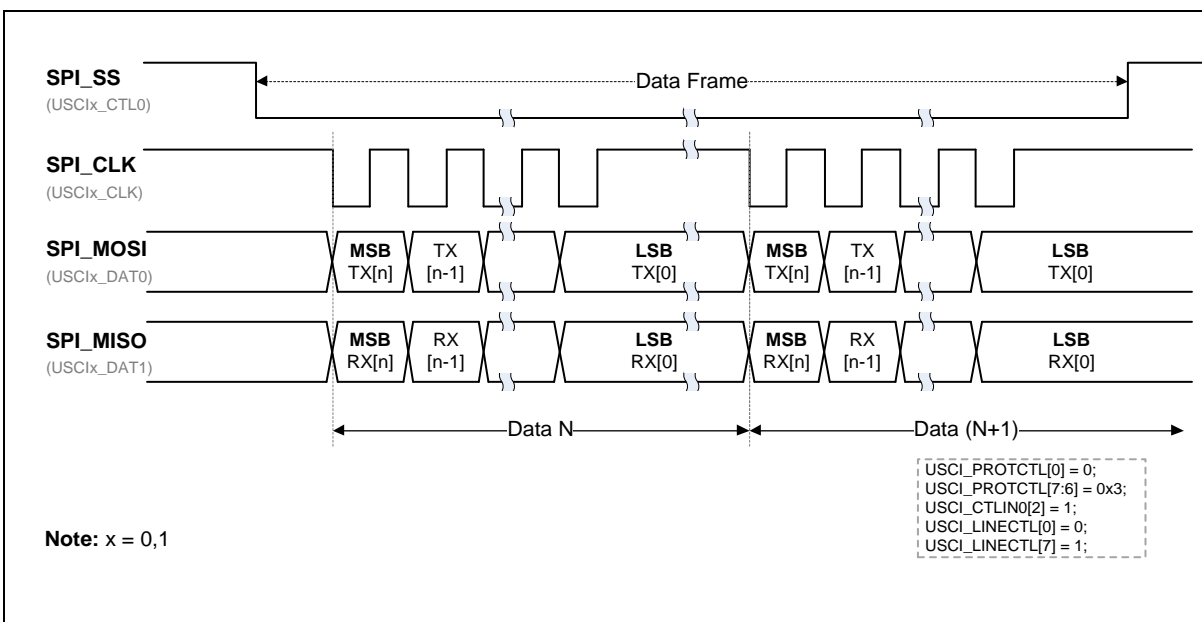 SPI_SS
(USCIx_CTL0)
Data Frame
SPI_CLK
(USCIx_CLK)
SPI_MOSI
(USCIx_DAT0)
MSB
TX[n]
TX
[n-1]
LSB
TX[0]
MSB
TX[n]
TX
[n-1]
LSB
TX[0]
SPI_MISO
(USCIx_DAT1)
MSB
RX[n]
RX
[n-1]
LSB
RX[0]
MSB
RX[n]
RX
[n-1]
LSB
RX[0]
Data N
Data (N+1)
USCI_PROTCTL[0] = 0;
USCI_PROTCTL[7:6] = 0x3;
USCI_CTLIN0[2] = 1;
USCI_LINECTL[0] = 0;
USCI_LINECTL[7] = 1;
Note: x = 0,1